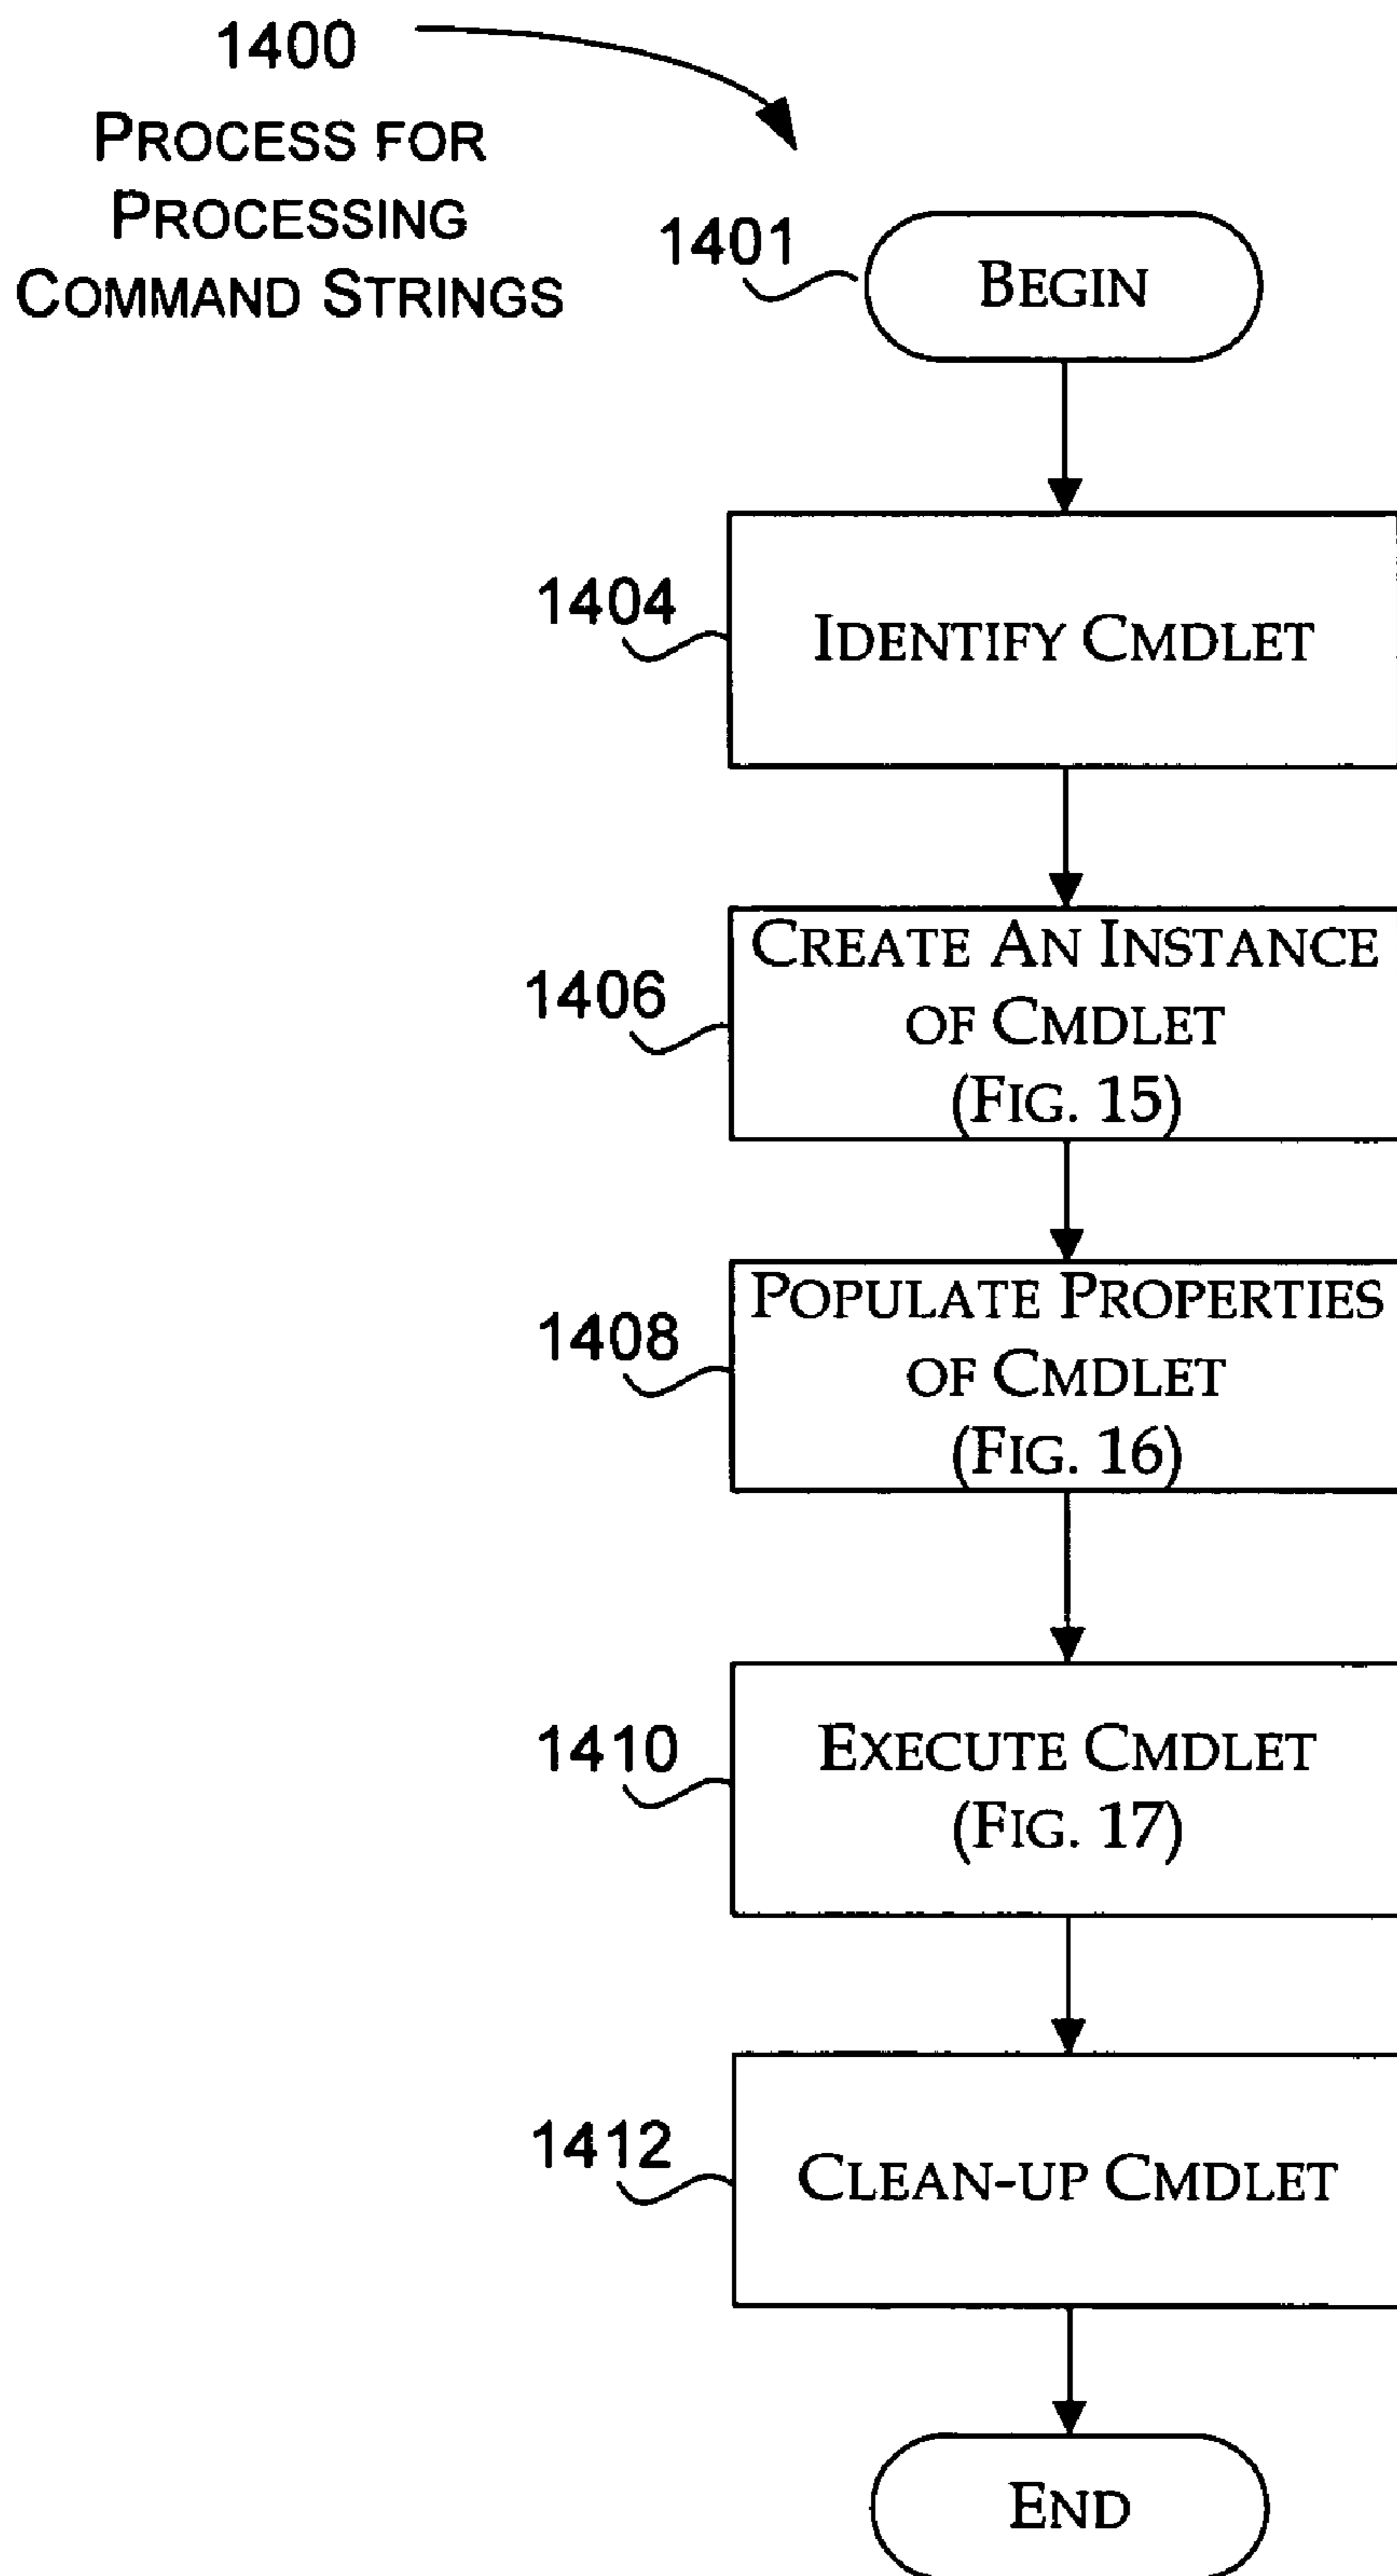 1400
PROCESS FOR
PROCESSING
COMMAND STRINGS
1401
BEGIN
1404
IDENTIFY CMDLET
1406
CREATE AN INSTANCE
OF CMDLET
(FIG. 15)
1408
POPULATE PROPERTIES
OF CMDLET
(FIG. 16)
1410
EXECUTE CMDLET
(FIG. 17)
1412
CLEAN-UP CMDLET
END